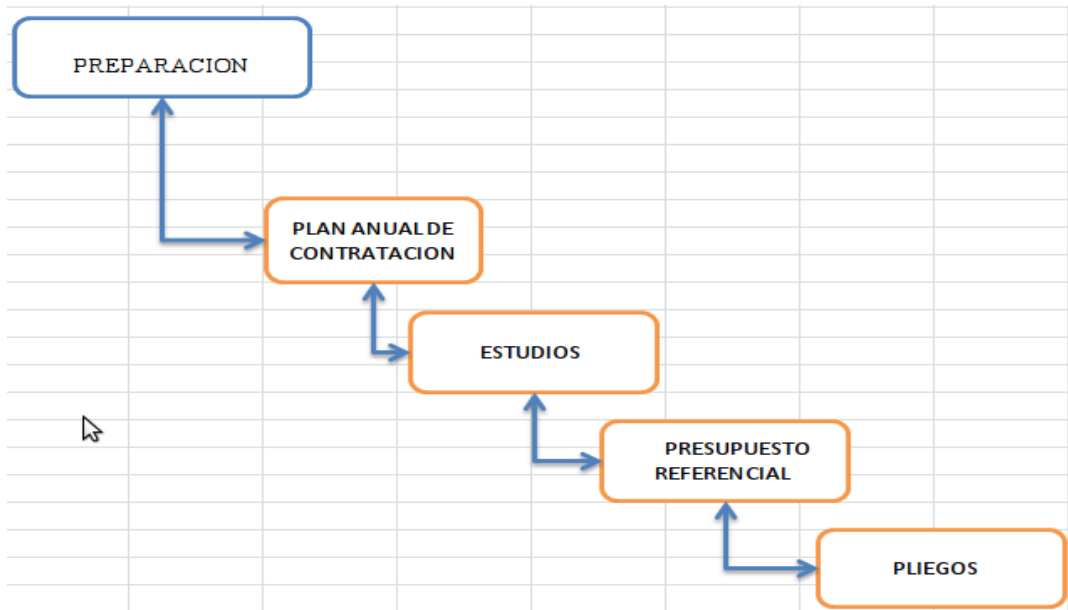 PREPARACION
PLAN ANUAL DE
CONTRATACION
ESTUDIOS
PRESUPUESTO
REFERENCIAL
PLIEGOS